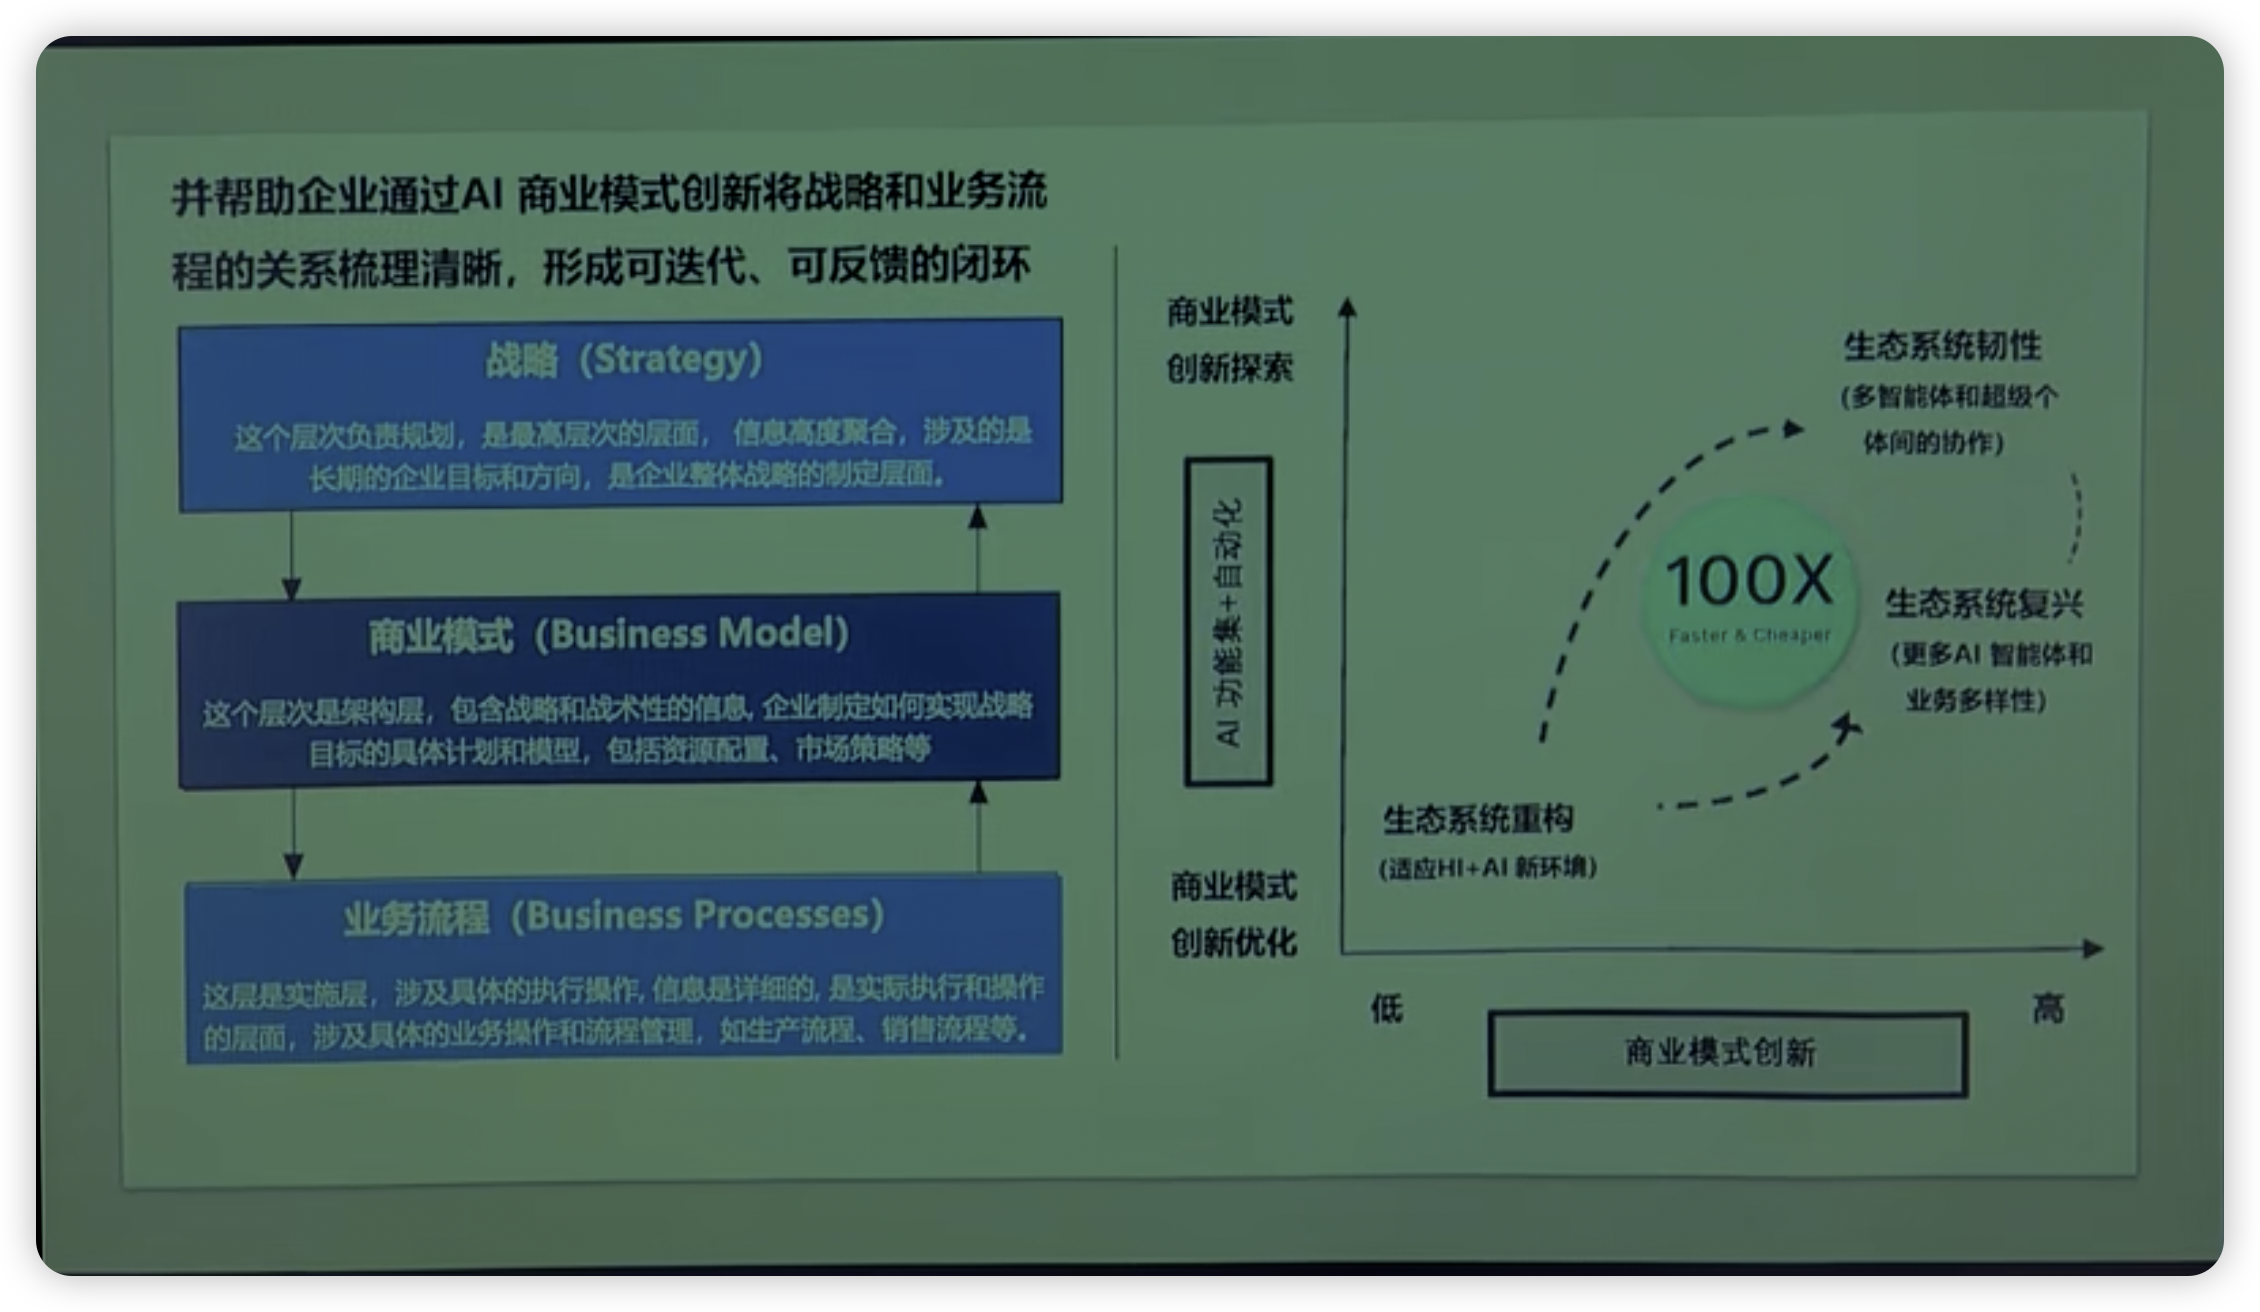 并帮助企业通过AI 商业模式创新将战略和业务流
程的关系梳理清晰，形成可迭代、可反馈的闭环
战略（Strategy）
这个层次负责规划，是最高层次的层面， 信息高度聚合，涉及的是
长期的企业目标和方向，是企业整体战略的制定层面。
商业模式（Business Model）
这个层次是架构层，包含战略和战术性的信息, 企业制定如何实现战略
目标的具体计划和模型，包括资源配置、市场策略等
业务流程（Business Processes）
这层是实施层，涉及具体的执行操作, 信息是详细的, 是实际执行和操作
的层面，涉及具体的业务操作和流程管理，如生产流程、销售流程等。
商业模式
创新探索
AI 功能集+自动化
商业模式
创新优化
生态系统韧性
(多智能体和超级个
体间的协作)
100X
Faster & Cheaper
生态系统复兴
(更多AI 智能体和
业务多样性)
生态系统重构
(适应HI+AI 新环境)
低
高
商业模式创新